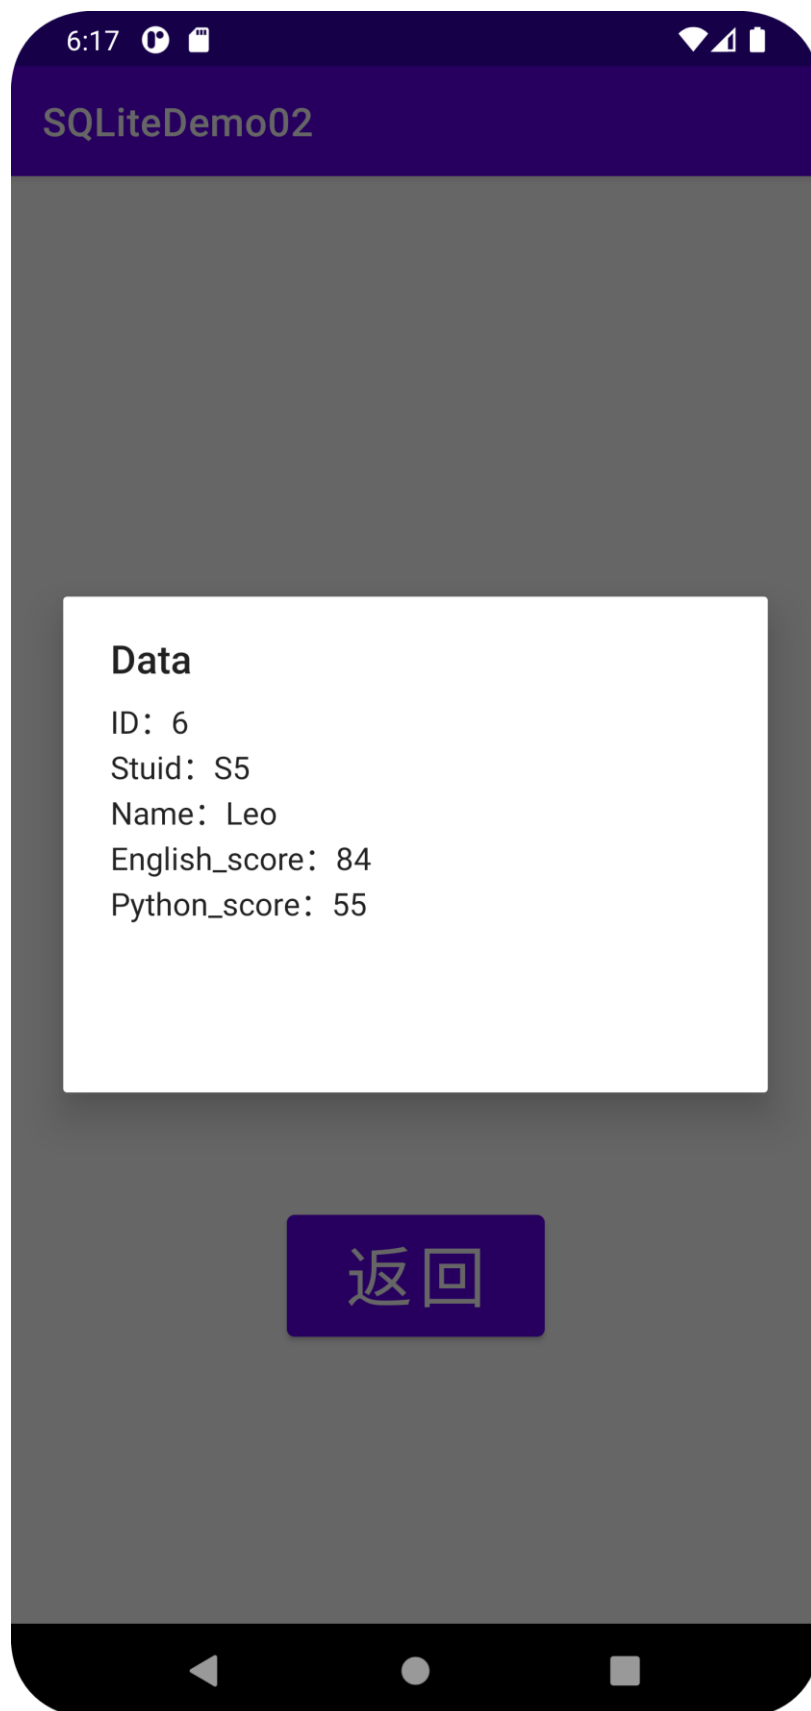 6:17
SQLiteDemo02
Data
ID：6
Stuid：S5
Name：Leo
English_score：84
Python_score：55
返回